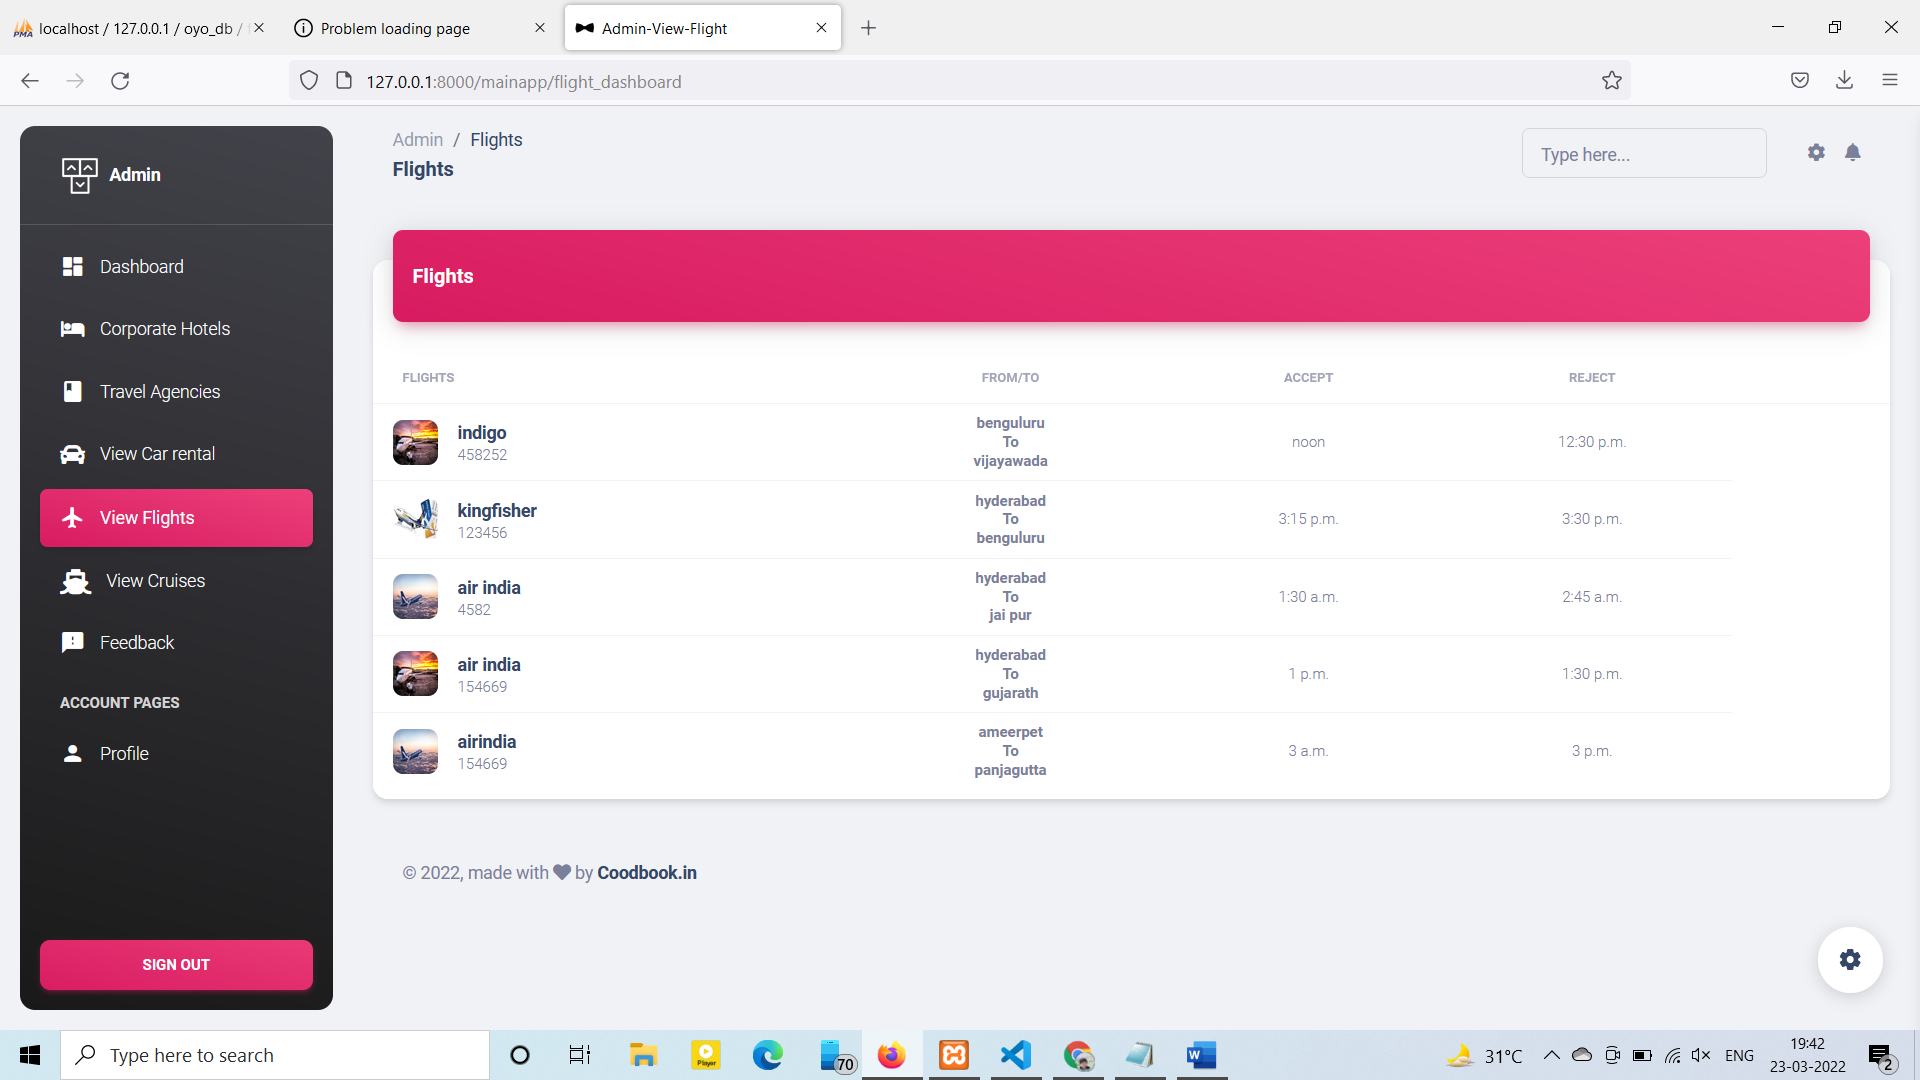 localhost / 127.0.0.1 / oyo_db /
Problem loading page
Admin-View-Flight
127.0.0.1:8000/mainapp/flight_dashboard
Admin
Dashboard
Corporate Hotels
Travel Agencies
View Car rental
View Flights
View Cruises
Feedback
ACCOUNT PAGES
Profile
SIGN OUT
Admin / Flights
Flights
Type here...
Flights
FLIGHTS FROM/TO ACCEPT REJECT
indigo
458252
benguluru
To
vijayawada
noon
12:30 p.m.
kingfisher
123456
hyderabad
To
benguluru
3:15 p.m.
3:30 p.m.
air india
4582
hyderabad
To
jai pur
1:30 a.m.
2:45 a.m.
air india
154669
hyderabad
To
gujarath
1 p.m.
1:30 p.m.
airindia
154669
ameerpet
To
panjagutta
3 a.m.
3 p.m.
© 2022, made with by Coodbook.in
Type here to search
Player
70
31°C
ENG
19:42
23-03-2022
2